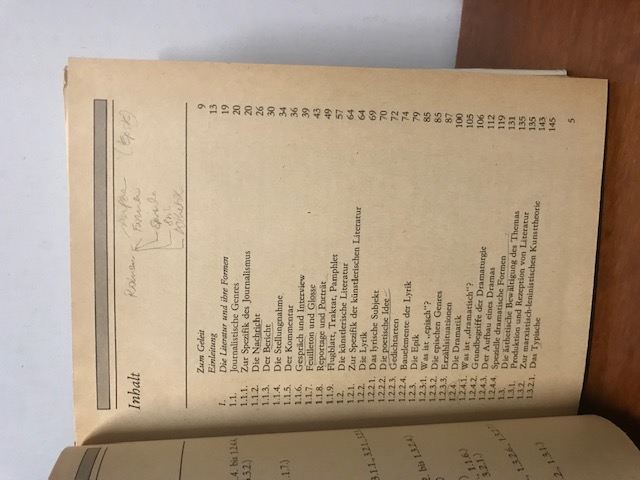 Inhalt
Roman
Zum Geleit 9
Einleitung 13
1. Die Literatur und ihre Formen 19
1.1. Journalistische Genres 20
1.1.1. Zur Spezifik des Journalismus 20
1.1.2. Die Nachricht 26
1.1.3. Der Bericht 30
1.1.4. Die Stellungnahme 34
1.1.5. Der Kommentar 36
1.1.6. Gespräch und Interview 39
1.1.7. Feuilleton und Glosse 43
1.1.8. Reportage und Porträt 49
1.1.9. Flugblatt, Traktat, Pamphlet 57
1.2. Die künstlerische Literatur 64
1.2.1. Zur Spezifik der künstlerischen Literatur 64
1.2.2. Die Lyrik 69
1.2.2.1. Das lyrische Subjekt 70
1.2.2.2. Die poetische Idee 72
1.2.2.3. Gedichtarten 74
1.2.2.4. Bauelemente der Lyrik 79
1.2.3. Die Epik 85
1.2.3.1. Was ist „episch“? 85
1.2.3.2. Die epischen Genres 87
1.2.3.3. Erzählsituationen 100
1.2.4. Die Dramatik 105
1.2.4.1. Was ist „dramatisch“? 106
1.2.4.2. Grundbegriffe der Dramaturgie 112
1.2.4.3. Der Aufbau eines Dramas 119
1.2.4.4. Spezielle dramatische Formen 131
1.3. Die ästhetische Bewältigung des Themas 135
1.3.1. Produktion und Rezeption von Literatur 135
1.3.2. Zur marxistisch-leninistischen Kunsttheorie 143
1.3.2.1. Das Typische 145
5